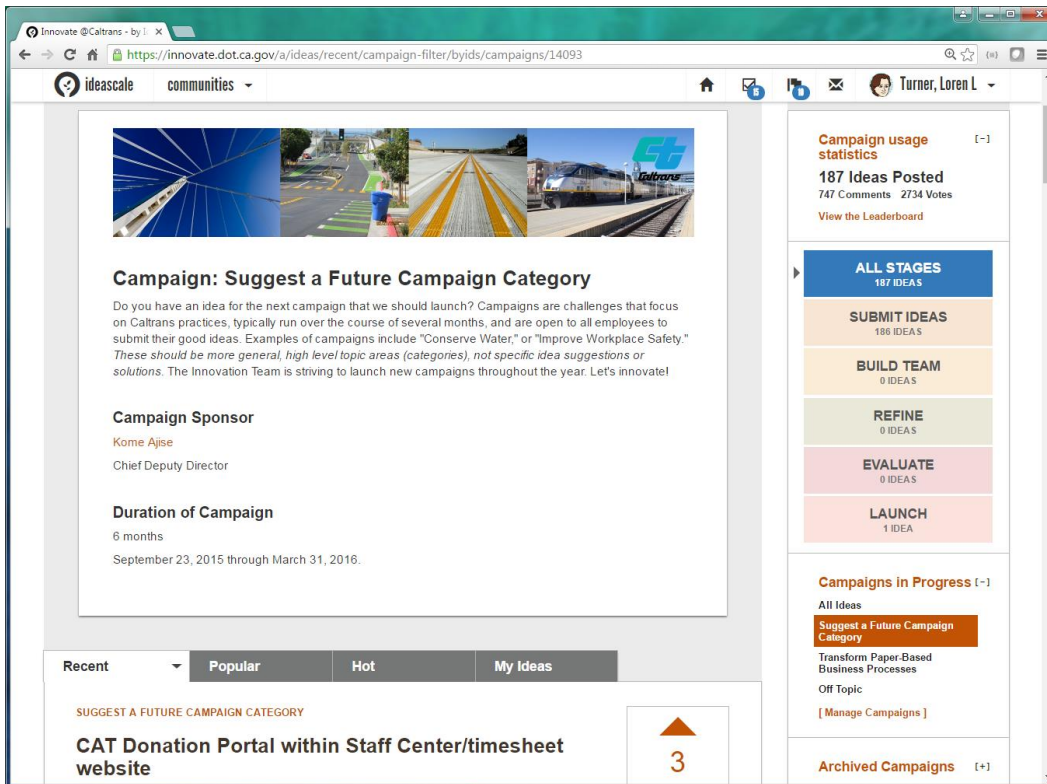 Innovate @Caltrans - by I
https://innovate.dot.ca.gov/a/ideas/recent/campaign-filter/byids/campaigns/14093
ideascale communities Turner, Loren L
Caltrans
Campaign: Suggest a Future Campaign Category
Do you have an idea for the next campaign that we should launch? Campaigns are challenges that focus
on Caltrans practices, typically run over the course of several months, and are open to all employees to
submit their good ideas. Examples of campaigns include "Conserve Water," or "Improve Workplace Safety."
These should be more general, high level topic areas (categories), not specific idea suggestions or
solutions. The Innovation Team is striving to launch new campaigns throughout the year. Let's innovate!
Campaign Sponsor
Kome Ajise
Chief Deputy Director
Duration of Campaign
6 months
September 23, 2015 through March 31, 2016.
Recent Popular Hot My Ideas
SUGGEST A FUTURE CAMPAIGN CATEGORY
CAT Donation Portal within Staff Center/timesheet
website
3
Campaign usage [-]
statistics
187 Ideas Posted
747 Comments 2734 Votes
View the Leaderboard
ALL STAGES
187 IDEAS
SUBMIT IDEAS
186 IDEAS
BUILD TEAM
0 IDEAS
REFINE
0 IDEAS
EVALUATE
0 IDEAS
LAUNCH
1 IDEA
Campaigns in Progress [-]
All Ideas
Suggest a Future Campaign
Category
Transform Paper-Based
Business Processes
Off Topic
[ Manage Campaigns ]
Archived Campaigns [+]